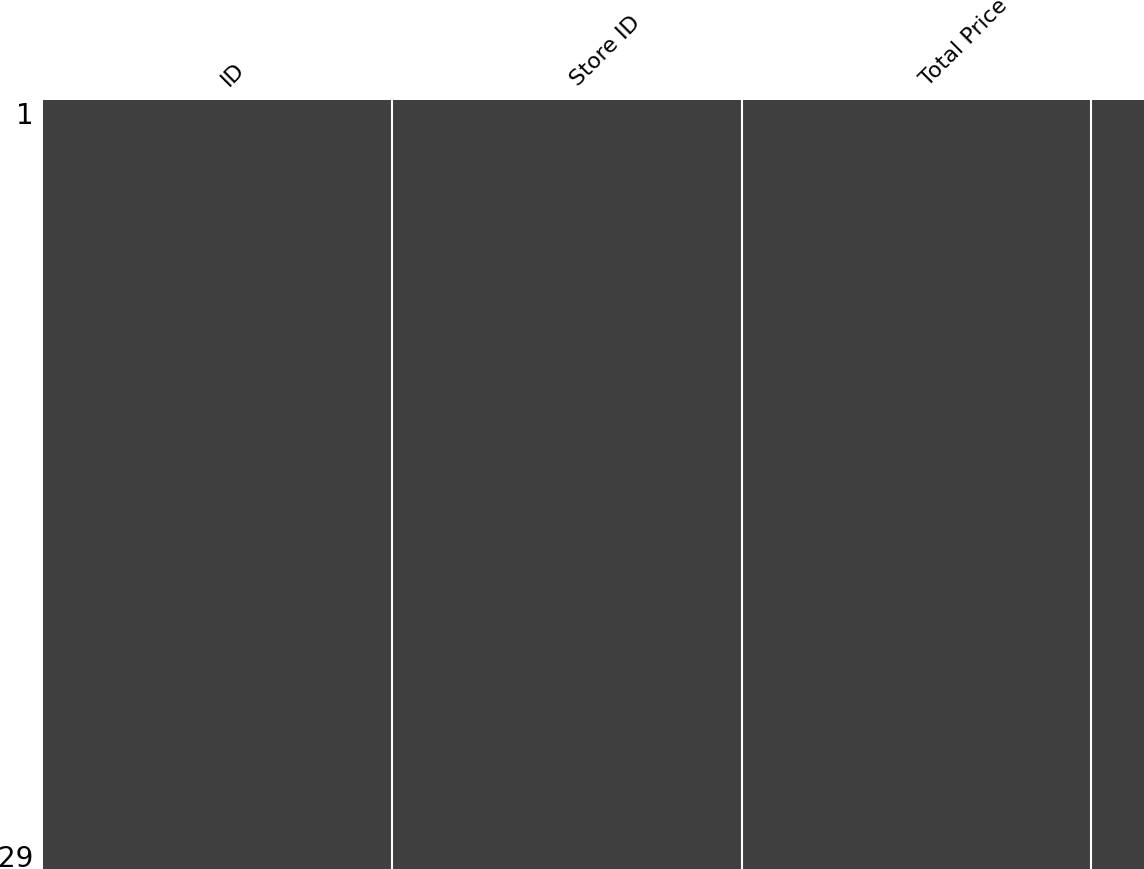 ID
Store ID
Total Price
1
29